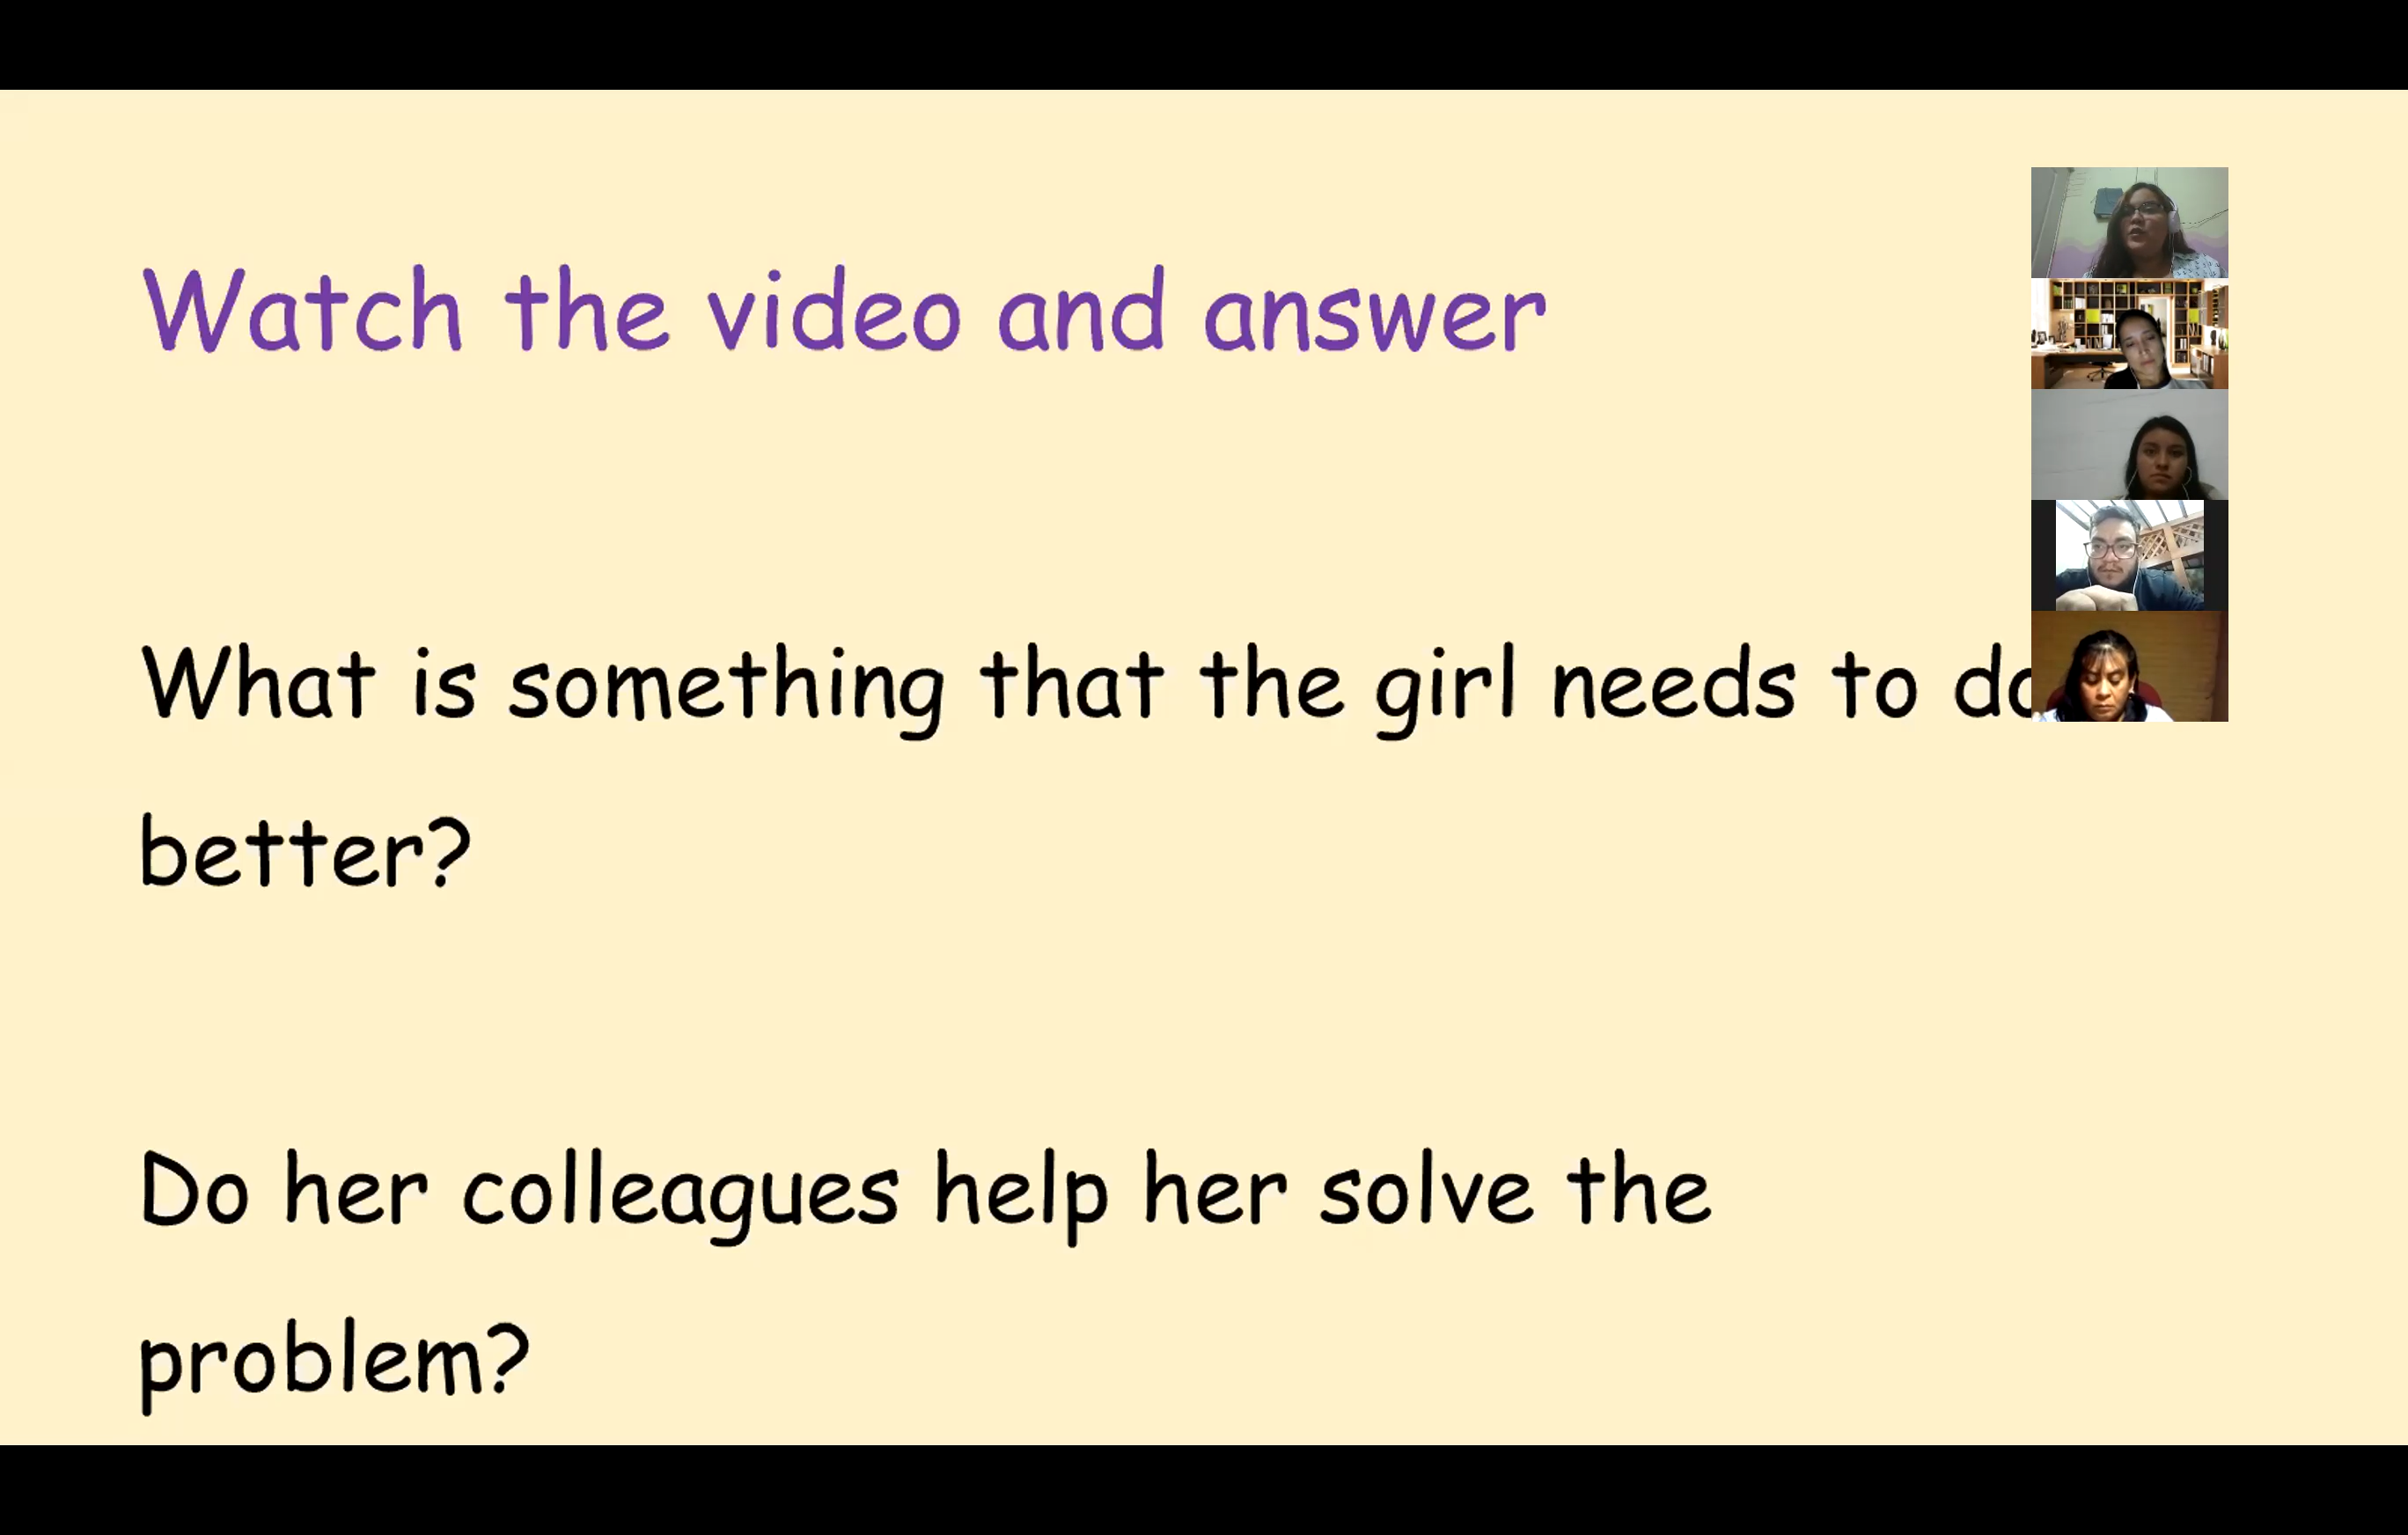 Watch the video and answer
What is something that the girl needs to do
better?
Do her colleagues help her solve the
problem?